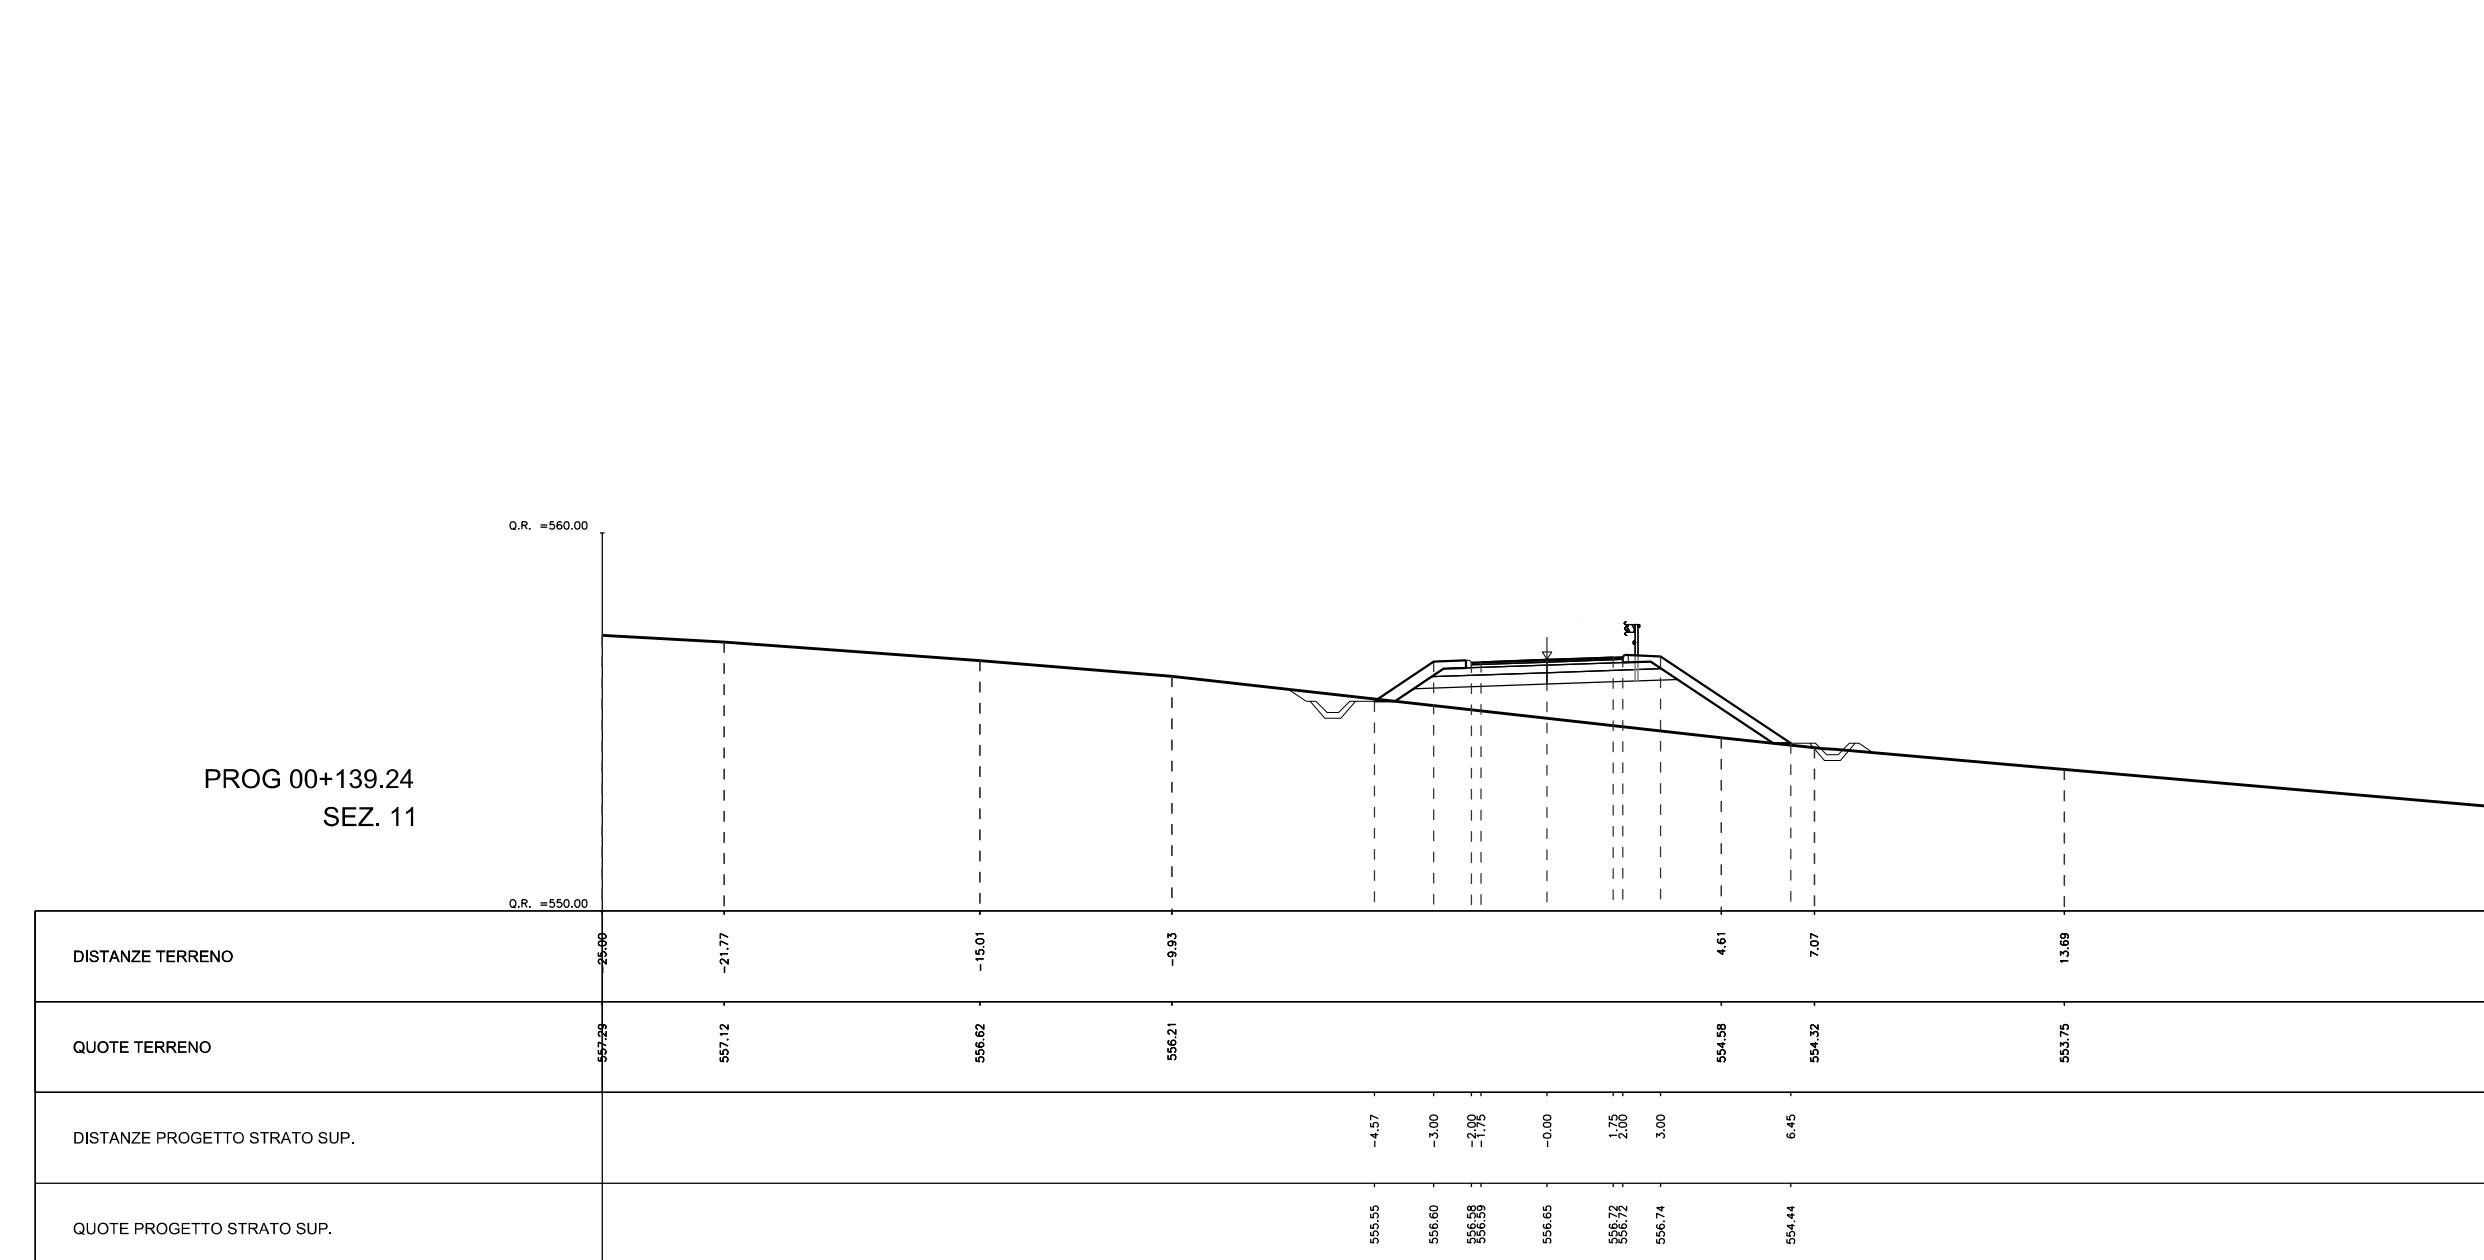 Q.R. =560.00
PROG 00+139.24
SEZ. 11
Q.R. =550.00
DISTANZE TERRENO -25.00 -21.77 -15.01 -9.93 4.61 7.07 13.69
QUOTE TERRENO 557.29 557.12 556.62 556.21 554.58 554.32 553.75
DISTANZE PROGETTO STRATO SUP. -4.57 -3.00 -2.00 -1.75 -0.00 1.75 2.00 3.00 6.45
QUOTE PROGETTO STRATO SUP. 555.55 556.60 556.58 556.59 556.65 556.72 556.72 556.74 554.44